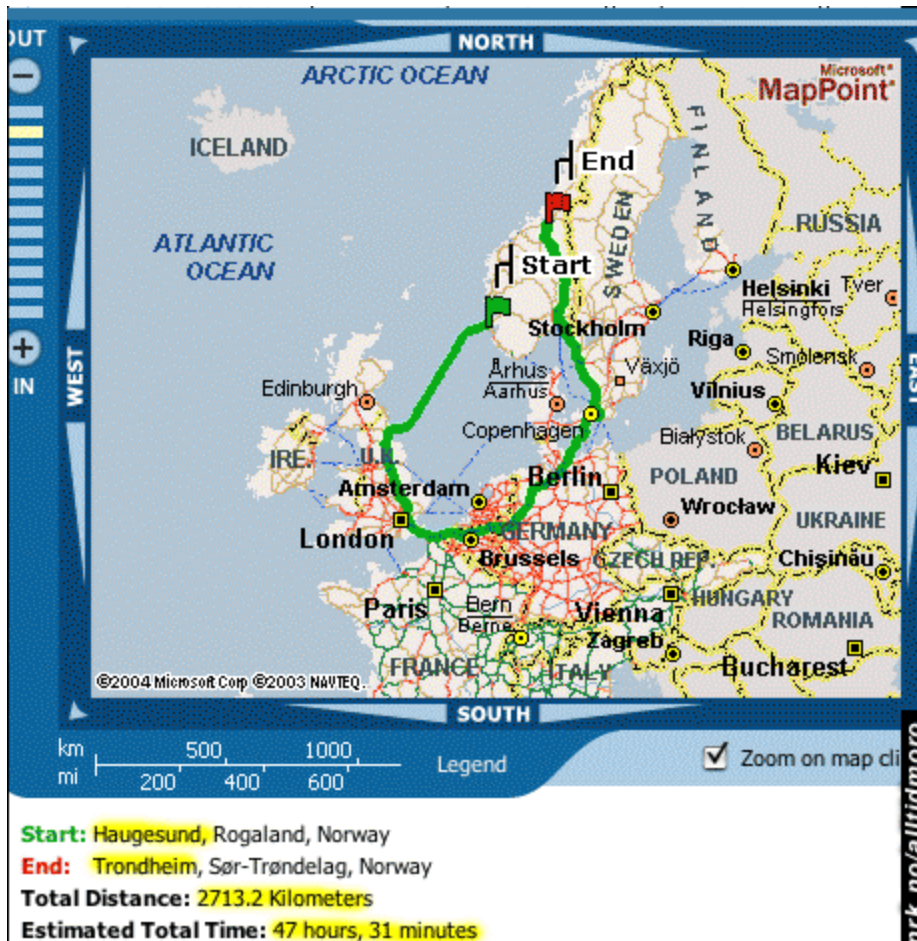 OUT
NORTH
ARCTIC OCEAN
Microsoft®
MapPoint®
ICELAND
End
FINLAND
RUSSIA
ATLANTIC
OCEAN
SWEDEN
Start
Helsinki
Helsingfors
Tver
Stockholm
Riga
IN
WEST
Århus
Aarhus
Växjö
Smolensk
Edinburgh
Vilnius
Copenhagen
Białystok
BELARUS
IRE.
U.K.
Berlin
POLAND
Kiev
Amsterdam
Wrocław
London
GERMANY
UKRAINE
Brussels
CZECH REP.
Chişinău
Paris
Bern
Berne
Vienna
HUNGARY
ROMANIA
Zagreb
FRANCE
ITALY
Bucharest
©2004 Microsoft Corp ©2003 NAVTEQ.
SOUTH
km 500 1000
mi 200 400 600
Legend
Zoom on map cli
Start: Haugesund, Rogaland, Norway
End: Trondheim, Sør-Trøndelag, Norway
Total Distance: 2713.2 Kilometers
Estimated Total Time: 47 hours, 31 minutes